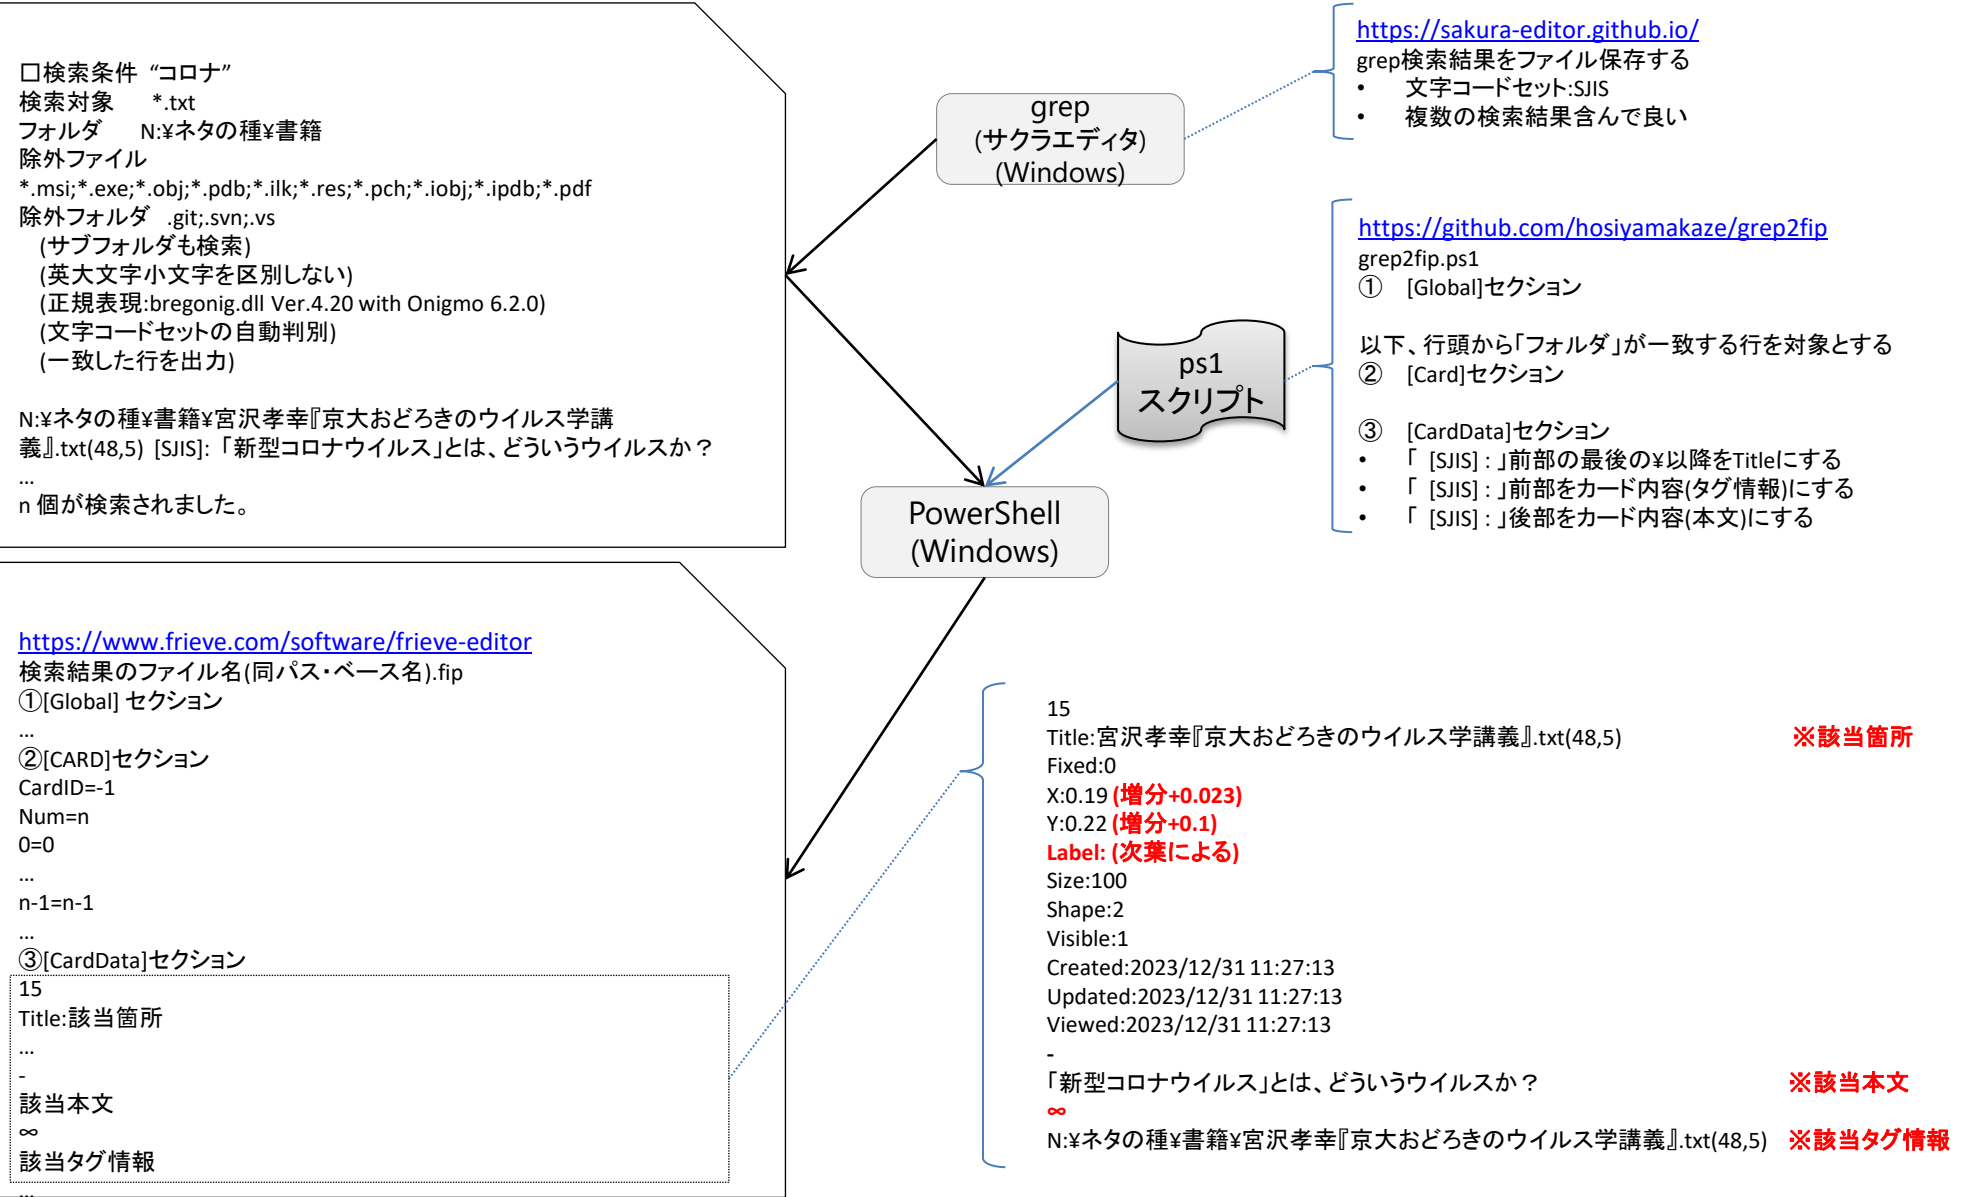 □検索条件 “コロナ”
検索対象 *.txt
フォルダ N:¥ネタの種¥書籍
除外ファイル
*.msi;*.exe;*.obj;*.pdb;*.ilk;*.res;*.pch;*.iobj;*.ipdb;*.pdf
除外フォルダ .git;.svn;.vs
(サブフォルダも検索)
(英大文字小文字を区別しない)
(正規表現:bregonig.dll Ver.4.20 with Onigmo 6.2.0)
(文字コードセットの自動判別)
(一致した行を出力)
N:¥ネタの種¥書籍¥宮沢孝幸『京大おどろきのウイルス学講
義』.txt(48,5) [SJIS]: 「新型コロナウイルス」とは、どういうウイルスか？
...
n 個が検索されました。
grep
(サクラエディタ)
(Windows)
https://sakura-editor.github.io/
grep検索結果をファイル保存する
• 文字コードセット:SJIS
• 複数の検索結果含んで良い
ps1
スクリプト
https://github.com/hosiyamakaze/grep2fip
grep2fip.ps1
① [Global]セクション
以下、行頭から「フォルダ」が一致する行を対象とする
② [Card]セクション
③ [CardData]セクション
• 「 [SJIS] : 」前部の最後の¥以降をTitleにする
• 「 [SJIS] : 」前部をカード内容(タグ情報)にする
• 「 [SJIS] : 」後部をカード内容(本文)にする
PowerShell
(Windows)
https://www.frieve.com/software/frieve-editor
検索結果のファイル名(同パス・ベース名).fip
①[Global] セクション
...
②[CARD]セクション
CardID=-1
Num=n
0=0
...
n-1=n-1
...
③[CardData]セクション
15
Title:該当箇所
...
-
該当本文
∞
該当タグ情報
...
15
Title:宮沢孝幸『京大おどろきのウイルス学講義』.txt(48,5) ※該当箇所
Fixed:0
X:0.19 (増分+0.023)
Y:0.22 (増分+0.1)
Label: (次葉による)
Size:100
Shape:2
Visible:1
Created:2023/12/31 11:27:13
Updated:2023/12/31 11:27:13
Viewed:2023/12/31 11:27:13
-
「新型コロナウイルス」とは、どういうウイルスか？ ※該当本文
∞
N:¥ネタの種¥書籍¥宮沢孝幸『京大おどろきのウイルス学講義』.txt(48,5) ※該当タグ情報